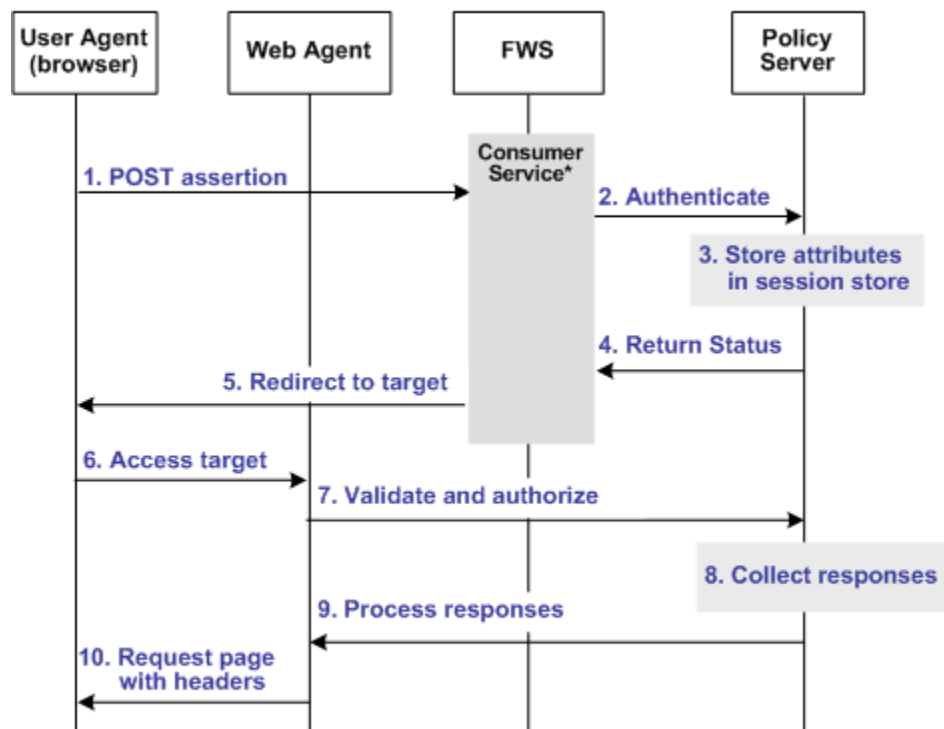 User Agent
(browser)
Web Agent
FWS
Policy
Server
Consumer
Service*
1. POST assertion
2. Authenticate
3. Store attributes
in session store
4. Return Status
5. Redirect to target
6. Access target
7. Validate and authorize
8. Collect responses
9. Process responses
10. Request page
with headers